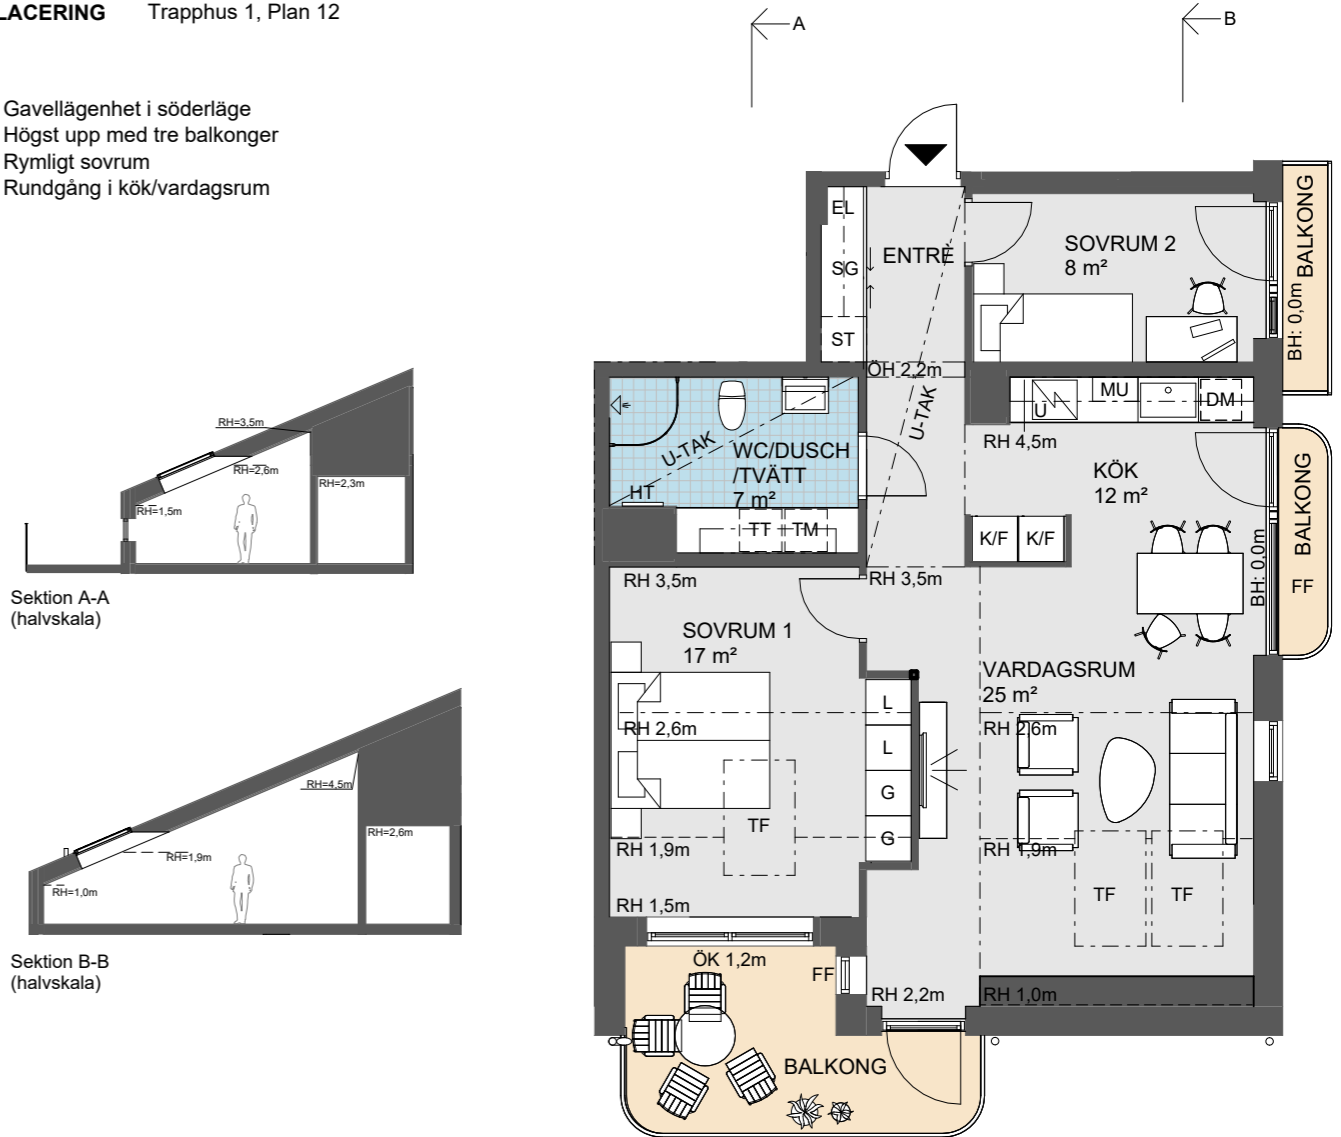 LACERING Trapphus 1, Plan 12
A
B
Gavellägenhet i söderläge
Högst upp med tre balkonger
Rymligt sovrum
Rundgång i kök/vardagsrum
RH=3,5m
RH=2,6m
RH=2,3m
RH=1,5m
Sektion A-A
(halvskala)
RH=4,5m
RH=2,6m
RH=1,9m
RH=1,0m
Sektion B-B
(halvskala)
EL
SG
ST
ENTRÉ
SOVRUM 2
8 m²
BALKONG
BH: 0,0m
ÖH 2,2m
U-TAK
U
MU
DM
RH 4,5m
KÖK
12 m²
BALKONG
FF
BH: 0,0m
U-TAK
WC/DUSCH
/TVÄTT
7 m²
HT
TT
TM
K/F
K/F
RH 3,5m
RH 3,5m
SOVRUM 1
17 m²
VARDAGSRUM
25 m²
L
L
G
G
RH 2,6m
RH 2,6m
TF
RH 1,9m
RH 1,9m
TF
TF
RH 1,5m
ÖK 1,2m
FF
RH 2,2m
RH 1,0m
BALKONG